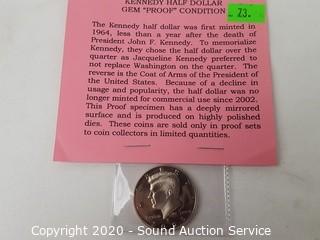 KENNEDY HALF DOLLAR
GEM "PROOF" CONDITION
73.
The Kennedy half dollar was first minted in
1964, less than a year after the death of
President John F. Kennedy. To memorialize
Kennedy, they chose the half dollar over the
quarter as Jacqueline Kennedy preferred to
not replace Washington on the quarter. The
reverse is the Coat of Arms of the President of
the United States. Because of a decline in
usage and popularity, the half dollar was no
longer minted for commercial use since 2002.
This Proof specimen has a deeply mirrored
surface and is produced on highly polished
dies. These coins are sold only in proof sets
to coin collectors in limited quantities.
Copyright 2020 - Sound Auction Service